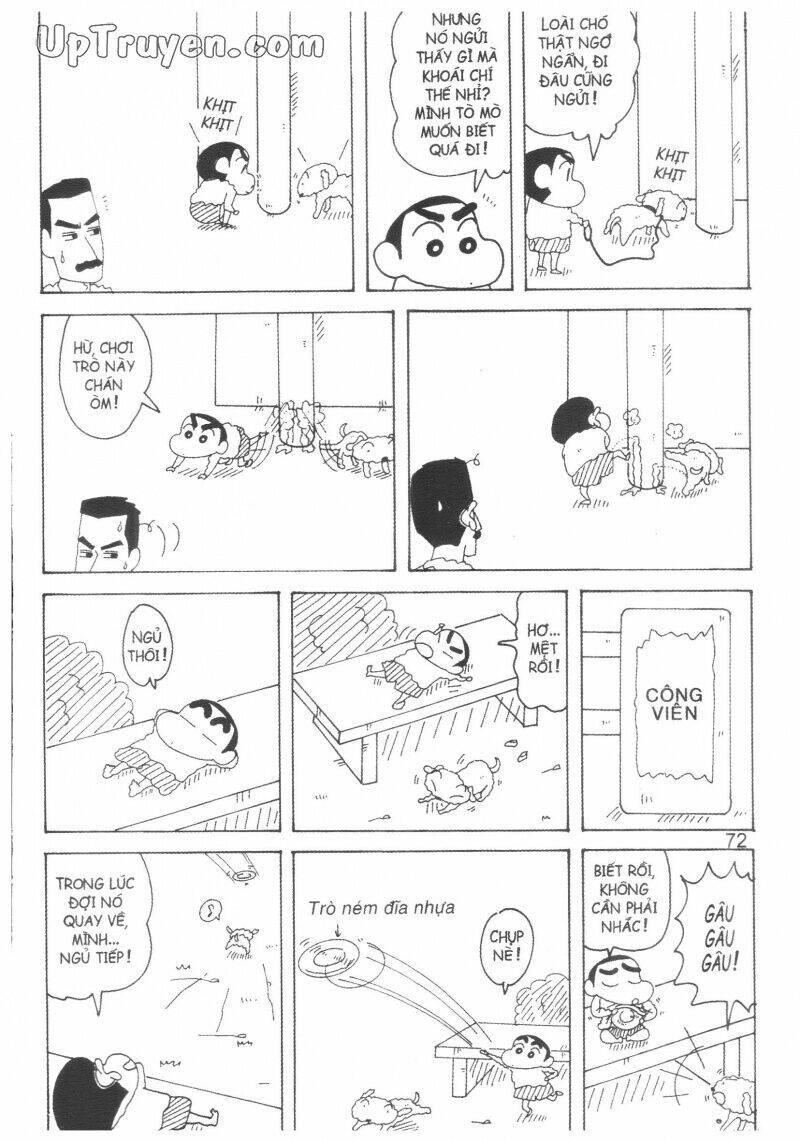 UpTruyen.com
LOÀI CHÓ
THẬT NGƠ
NGẨN, ĐI
ĐÂU CŨNG
NGỬI!
KHỊT
KHỊT
NHƯNG
NÓ NGỬI
THẤY GÌ MÀ
KHOÁI CHÍ
THẾ NHỈ?
MÌNH TÒ MÒ
MUỐN BIẾT
QUÁ ĐI!
KHỊT
KHỊT
HỪ, CHƠI
TRÒ NÀY
CHÁN
ÒM!
CÔNG
VIÊN
HƠ...
MỆT
RỒI!
NGỦ
THÔI!
72
GÂU
GÂU
GÂU!
BIẾT RỒI,
KHÔNG
CẦN PHẢI
NHẮC!
Trò ném đĩa nhựa
CHỤP
NÈ!
TRONG LÚC
ĐỢI NÓ
QUAY VỀ,
MÌNH...
NGỦ TIẾP!